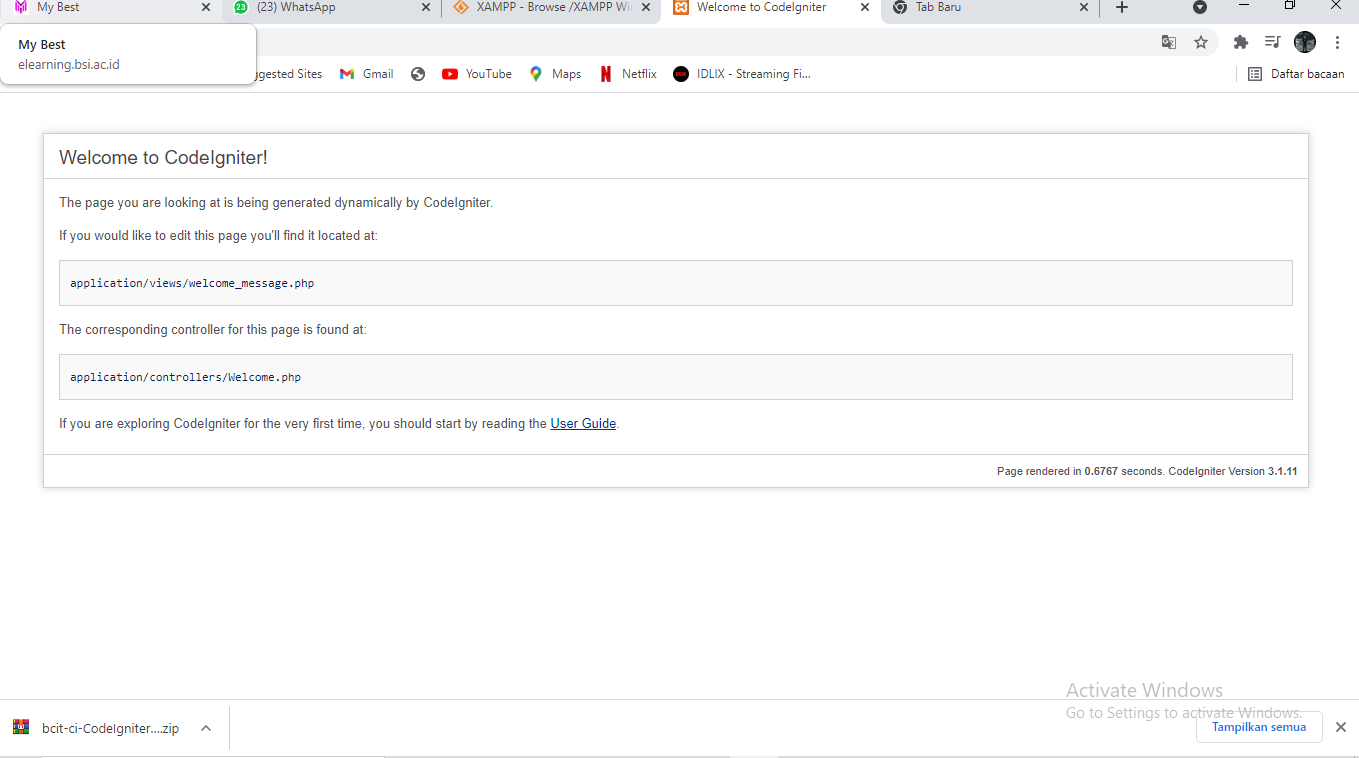 My Best
(23) WhatsApp
XAMPP - Browse /XAMPP Wi
Welcome to CodeIgniter
Tab Baru
My Best
elearning.bsi.ac.id
ggested Sites
Gmail
YouTube
Maps
Netflix
IDLIX - Streaming Fi...
Daftar bacaan
Welcome to CodeIgniter!
The page you are looking at is being generated dynamically by CodeIgniter.
If you would like to edit this page you'll find it located at:
application/views/welcome_message.php
The corresponding controller for this page is found at:
application/controllers/Welcome.php
If you are exploring CodeIgniter for the very first time, you should start by reading the User Guide.
Page rendered in 0.6767 seconds. CodeIgniter Version 3.1.11
Activate Windows
Go to Settings to activate Windows.
bcit-ci-CodeIgniter....zip
Tampilkan semua